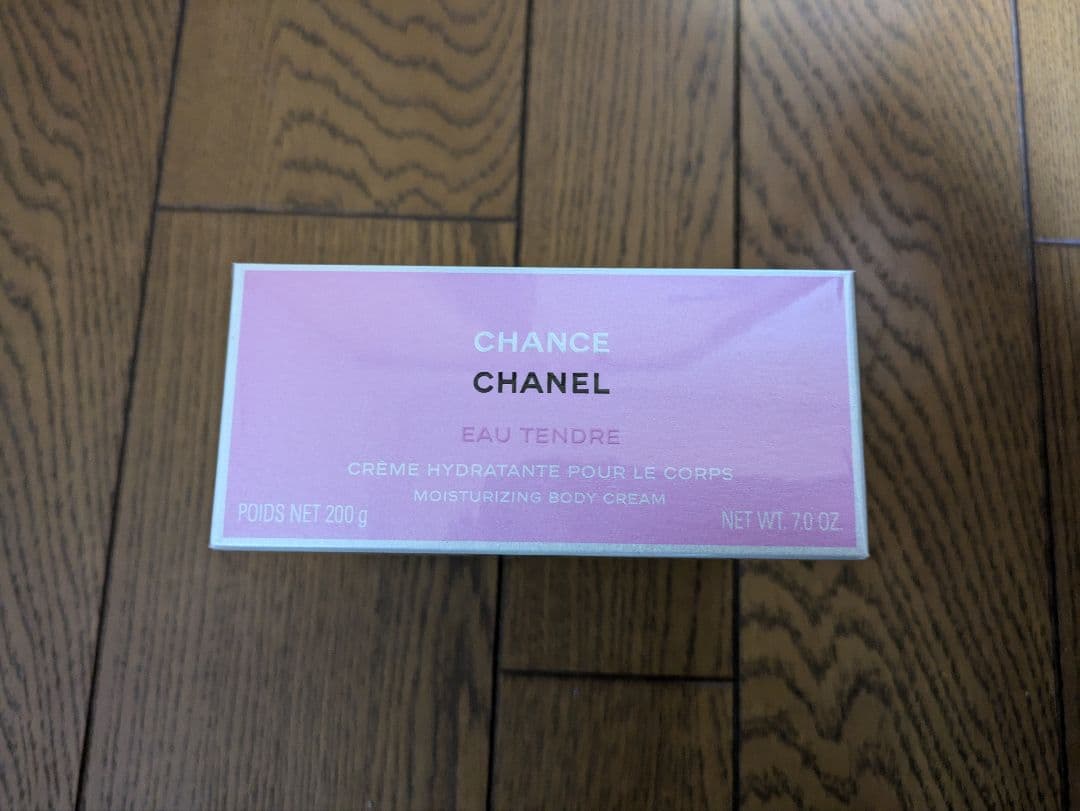 CHANCE
CHANEL
EAU TENDRE
CRÈME HYDRATANTE POUR LE CORPS
MOISTURIZING BODY CREAM
POIDS NET 200 g
NET WT. 7.0 OZ.